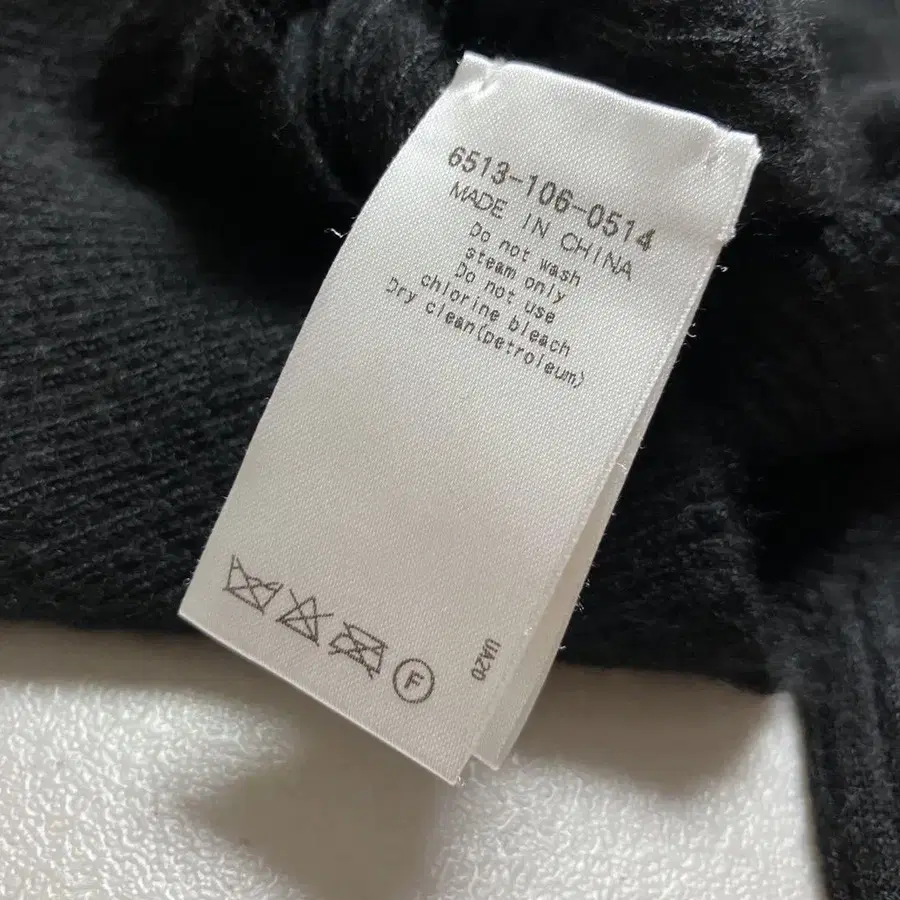 6513-106-0514
MADE IN CHINA
Do not wash
steam only
Do not use
chlorine bleach
Dry
clean(petroleum)
F
UA20